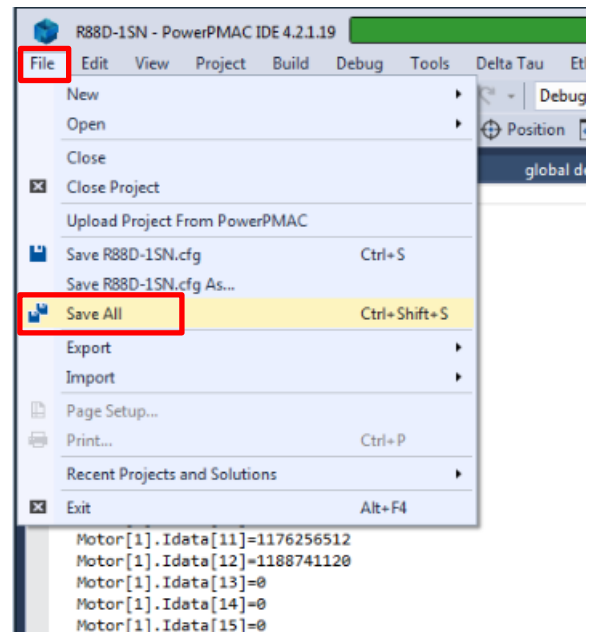 R88D-1SN - PowerPMAC IDE 4.2.1.19
File Edit View Project Build Debug Tools Delta Tau
New Debug
Open Position
Close
Close Project
Upload Project From PowerPMAC
Save R88D-1SN.cfg Ctrl+S
Save R88D-1SN.cfg As...
Save All Ctrl+Shift+S
Export
Import
Page Setup...
Print... Ctrl+P
Recent Projects and Solutions
Exit Alt+F4
Motor[1].Idata[11]=1176256512
Motor[1].Idata[12]=1188741120
Motor[1].Idata[13]=0
Motor[1].Idata[14]=0
Motor[1].Idata[15]=0